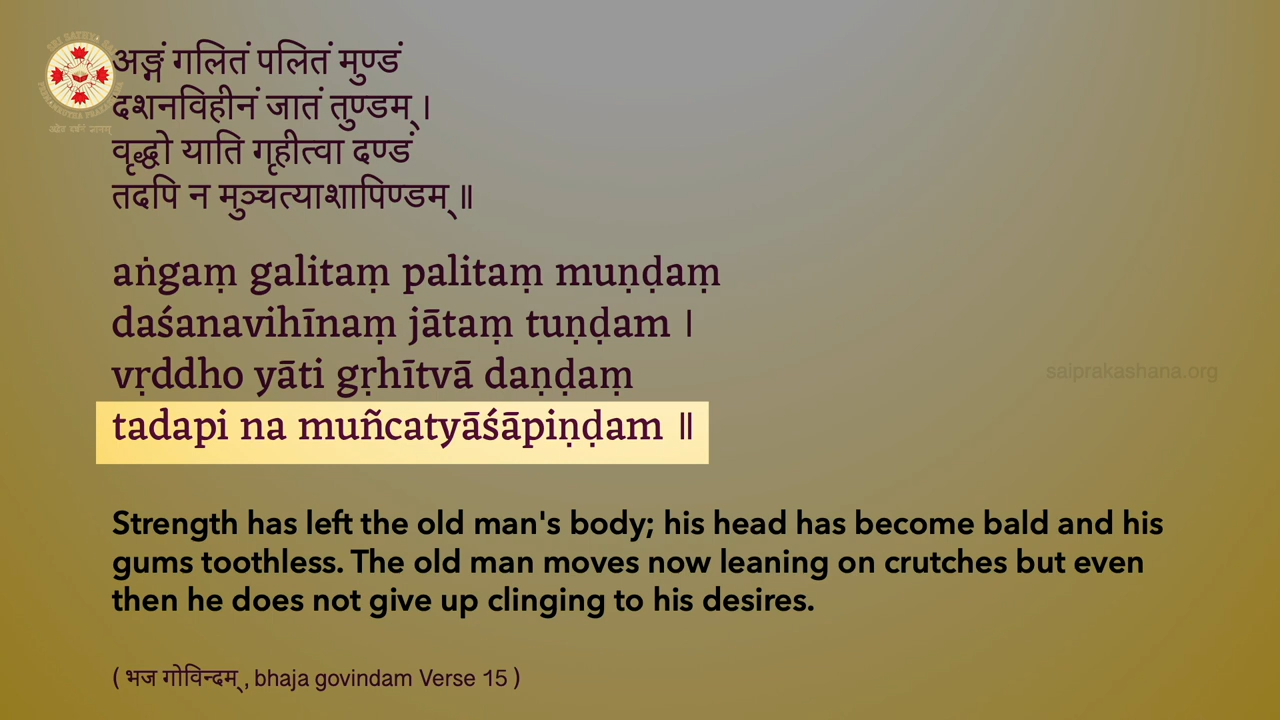 अङ्गं गलितं पलितं मुण्डं
दशनविहीनं जातं तुण्डम् ।
वृद्धो याति गृहीत्वा दण्डं
तदपि न मुञ्चत्याशापिण्डम् ॥
aṅgaṃ galitaṃ palitaṃ muṇḍaṃ
daśanavihīnaṃ jātaṃ tuṇḍam ।
vṛddho yāti gṛhītvā daṇḍaṃ
saiprakashana.org
tadapi na muñcatyāśāpiṇḍam ॥
Strength has left the old man's body; his head has become bald and his
gums toothless. The old man moves now leaning on crutches but even
then he does not give up clinging to his desires.
( भज गोविन्दम् , bhaja govindam Verse 15 )